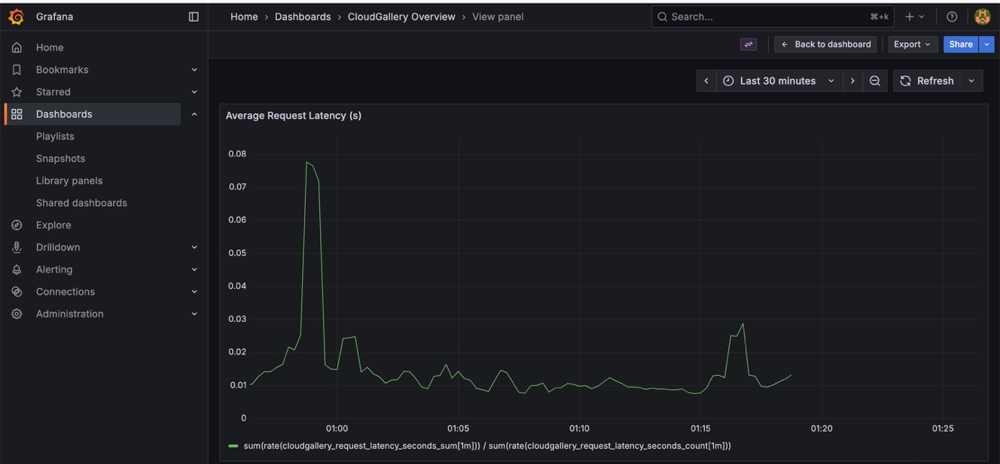 Grafana
Home › Dashboards › CloudGallery Overview › View panel
Search... ⌘+k
Home
Bookmarks
Starred
Dashboards
Playlists
Snapshots
Library panels
Shared dashboards
Explore
Drilldown
Alerting
Connections
Administration
← Back to dashboard
Export
Share
Last 30 minutes
Refresh
Average Request Latency (s)
0.08
0.07
0.06
0.05
0.04
0.03
0.02
0.01
0
01:00 01:05 01:10 01:15 01:20 01:25
sum(rate(cloudgallery_request_latency_seconds_sum[1m])) / sum(rate(cloudgallery_request_latency_seconds_count[1m]))